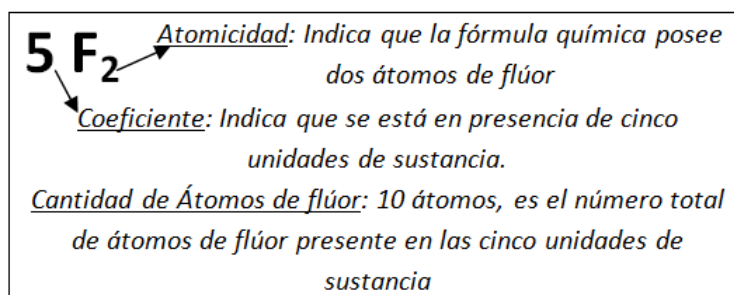 5 F₂ Atomicidad: Indica que la fórmula química posee
dos átomos de flúor
Coeficiente: Indica que se está en presencia de cinco
unidades de sustancia.
Cantidad de Átomos de flúor: 10 átomos, es el número total
de átomos de flúor presente en las cinco unidades de
sustancia